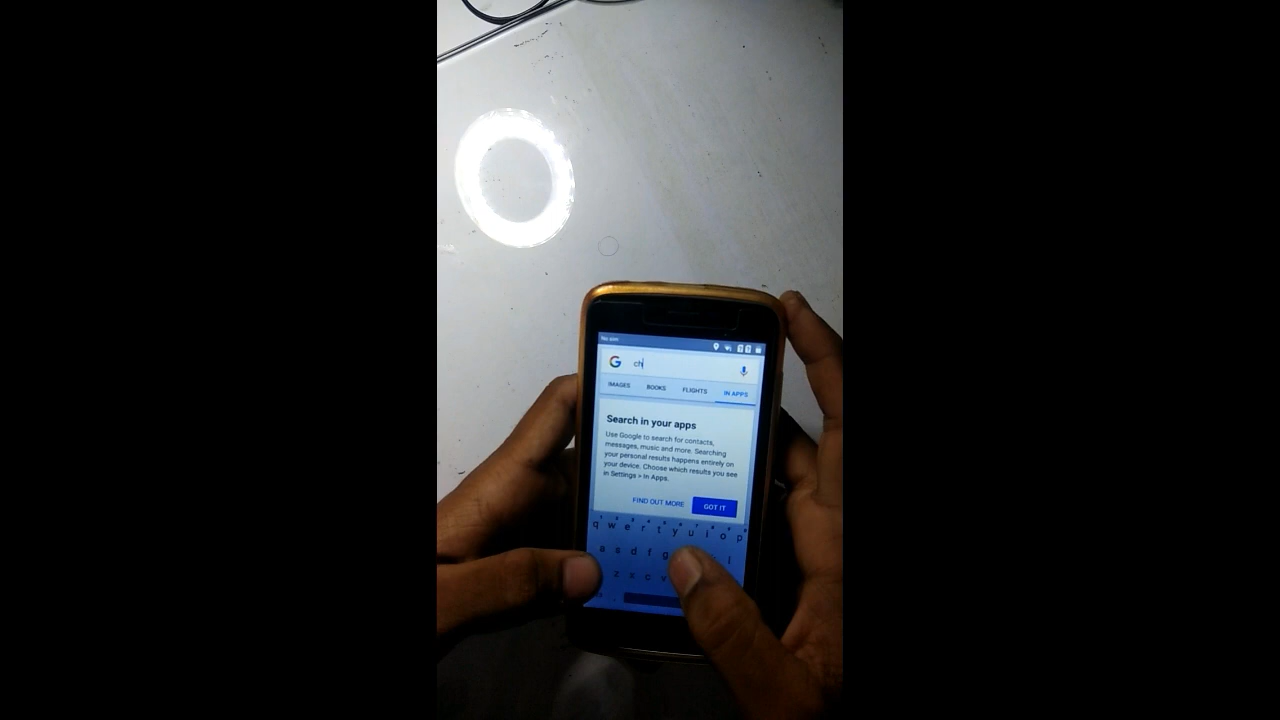 No sim
G ch
IMAGES BOOKS FLIGHTS IN APPS
Search in your apps
Use Google to search for contacts,
messages, music and more. Searching
your personal results happens entirely on
your device. Choose which results you see
in Settings > In Apps.
FIND OUT MORE GOT IT
q w e r t y u i o p
a s d f g l
z x c v